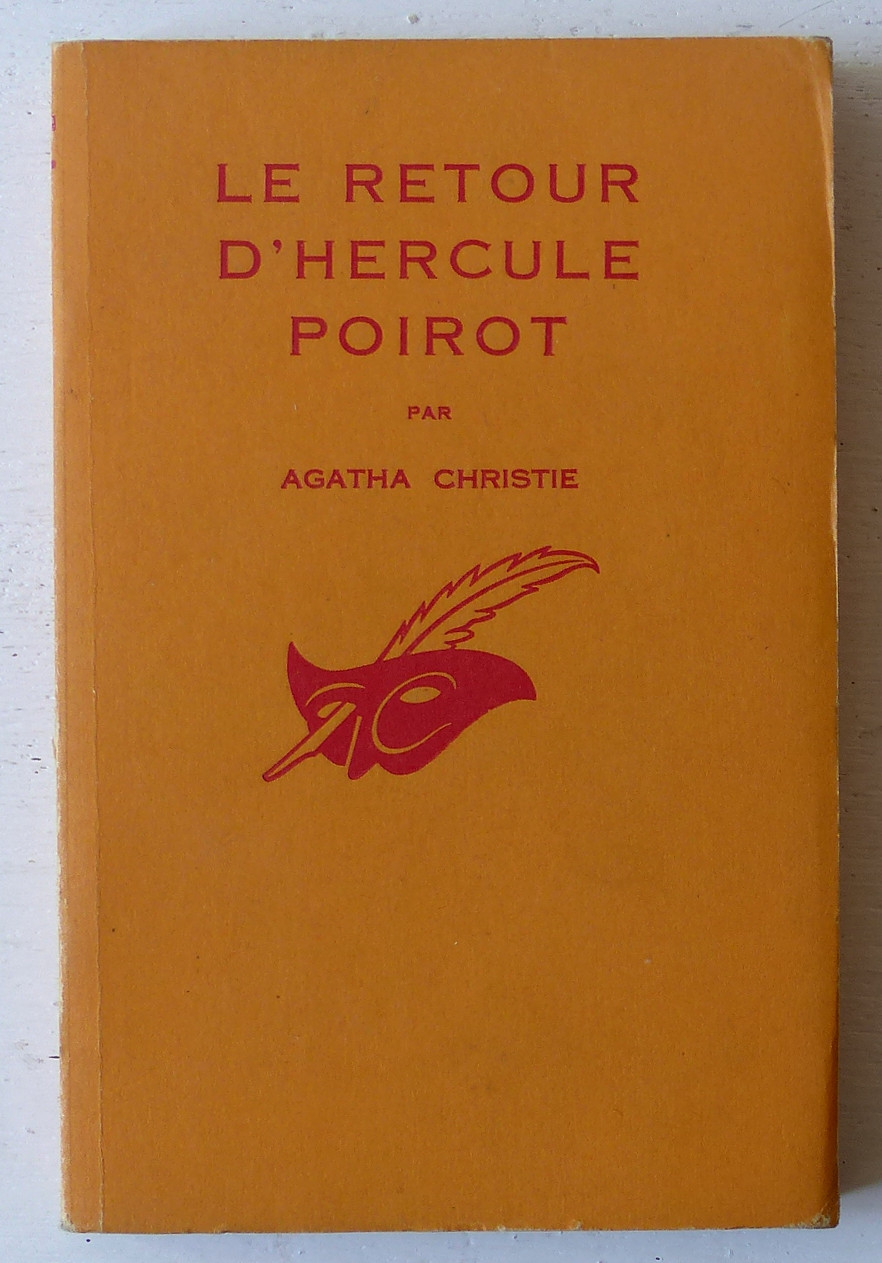 LE RETOUR
D'HERCULE
POIROT
PAR
AGATHA CHRISTIE